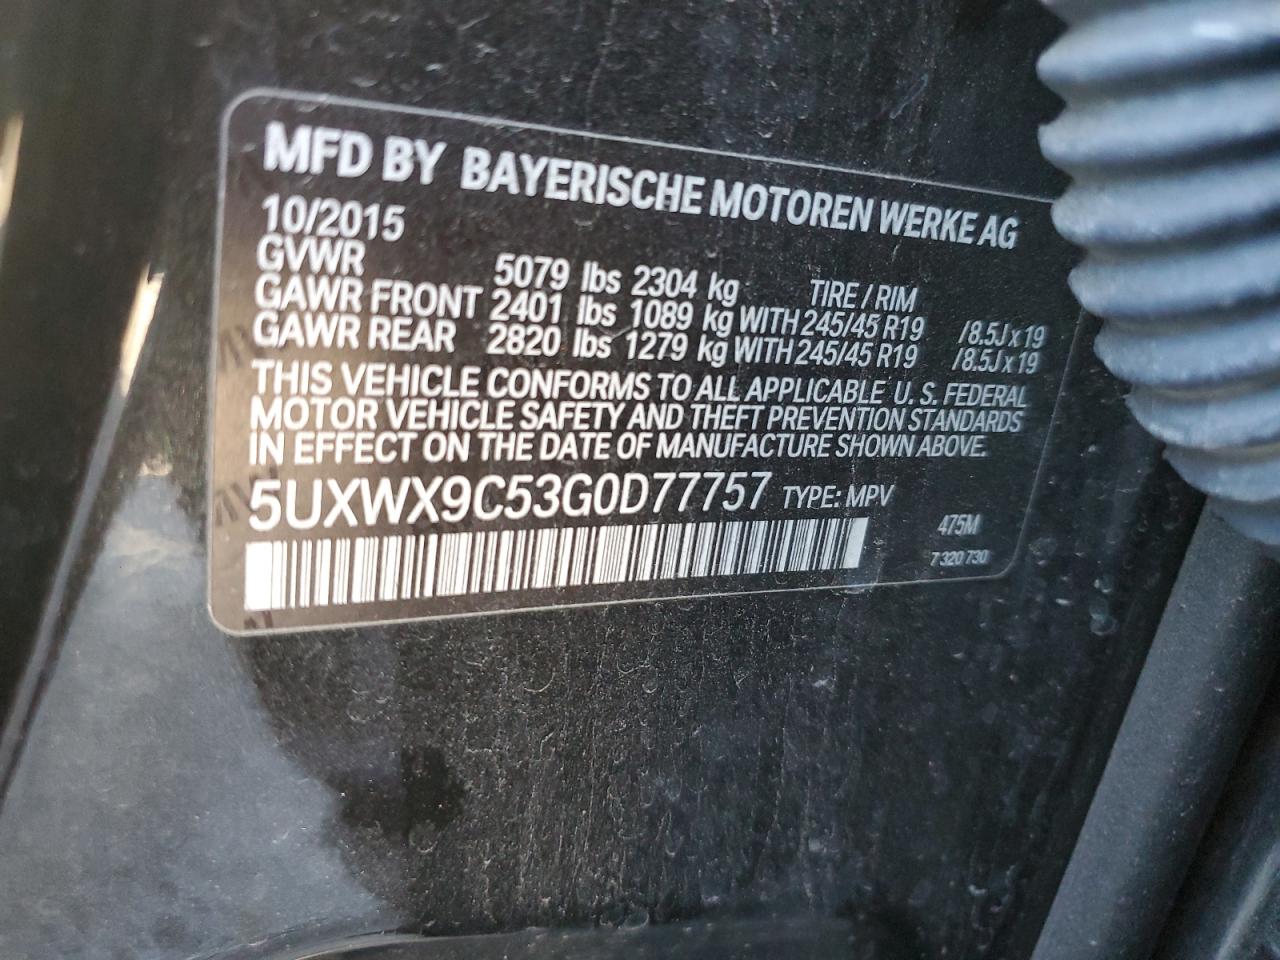 MFD BY BAYERISCHE MOTOREN WERKE AG
10/2015
GVWR 5079 lbs 2304 kg TIRE / RIM
GAWR FRONT 2401 lbs 1089 kg WITH 245/45 R19 /8.5J x 19
GAWR REAR 2820 lbs 1279 kg WITH 245/45 R19 /8.5J x 19
THIS VEHICLE CONFORMS TO ALL APPLICABLE U.S. FEDERAL
MOTOR VEHICLE SAFETY AND THEFT PREVENTION STANDARDS
IN EFFECT ON THE DATE OF MANUFACTURE SHOWN ABOVE.
5UXWX9C53G0D77757 TYPE: MPV
475M
7 320 730